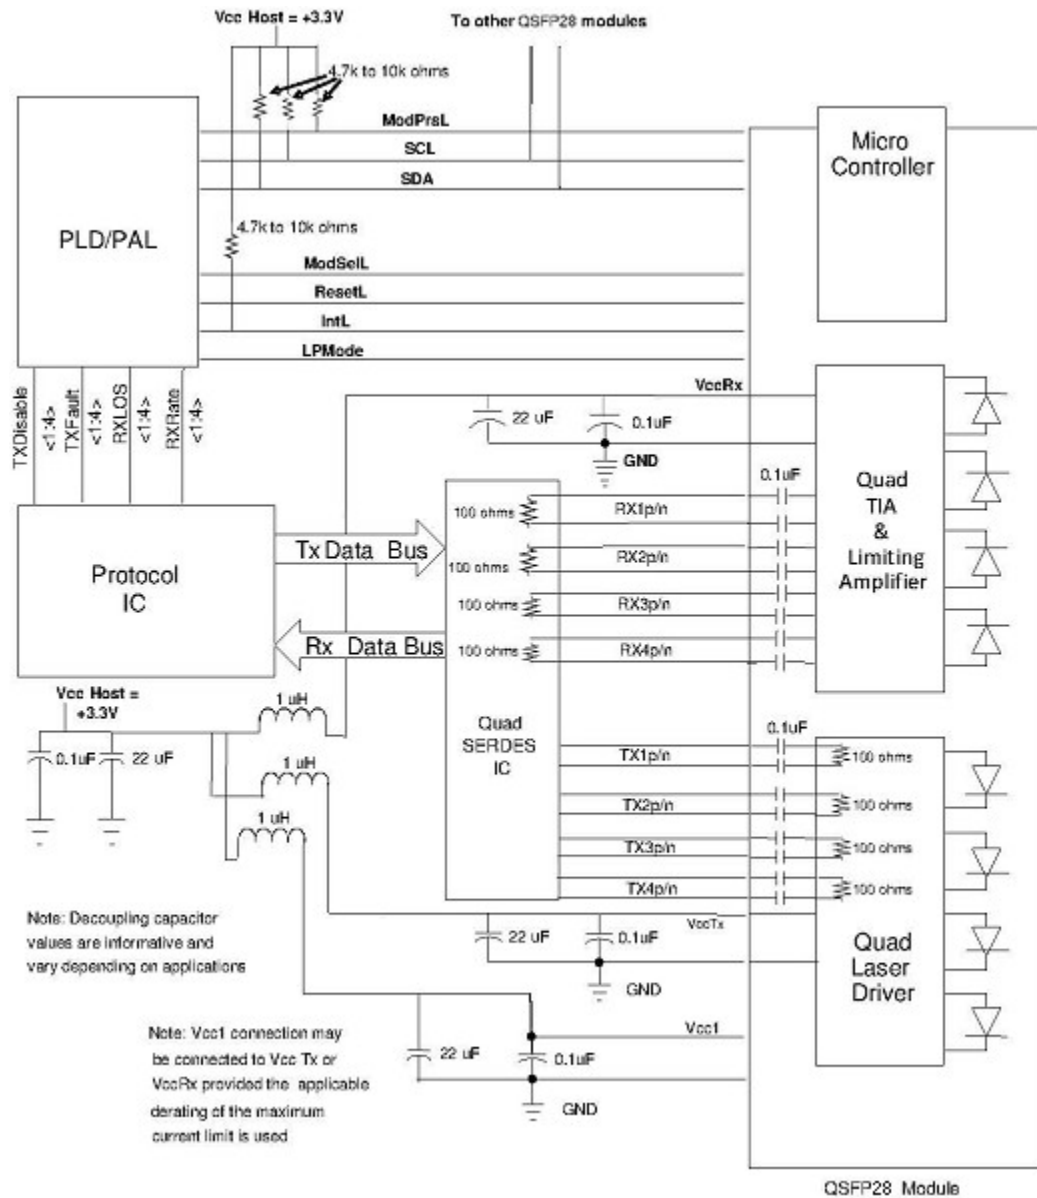 Vcc Host = +3.3V
To other QSFP28 modules
4.7k to 10k ohms
ModPrsL
SCL
SDA
Micro
Controller
PLD/PAL
4.7k to 10k ohms
ModSelL
ResetL
IntL
LPMode
TXDisable
<1:4>
TXFault
<1:4>
RXLOS
<1:4>
RXRate
<1:4>
VccRx
22 uF
0.1uF
GND
0.1uF
Quad
TIA
&
Limiting
Amplifier
100 ohms
RX1p/n
100 ohms
RX2p/n
100 ohms
RX3p/n
100 ohms
RX4p/n
Tx Data Bus
Protocol
IC
Rx Data Bus
Vcc Host =
+3.3V
0.1uF
22 uF
1 uH
1 uH
1 uH
Quad
SERDES
IC
0.1uF
TX1p/n
100 ohms
TX2p/n
100 ohms
TX3p/n
100 ohms
TX4p/n
100 ohms
VccTx
22 uF
0.1uF
GND
Quad
Laser
Driver
Note: Decoupling capacitor
values are informative and
vary depending on applications
Note: Vcc1 connection may
be connected to Vcc Tx or
VccRx provided the applicable
derating of the maximum
current limit is used
Vcc1
22 uF
0.1uF
GND
QSFP28 Module